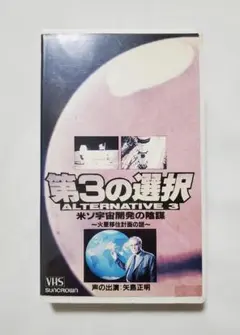 第3の選択
ALTERNATIVE 3
米ソ宇宙開発の陰謀
〜火星移住計画の謎〜
声の出演:矢島正明
VHS
SUNCROWN